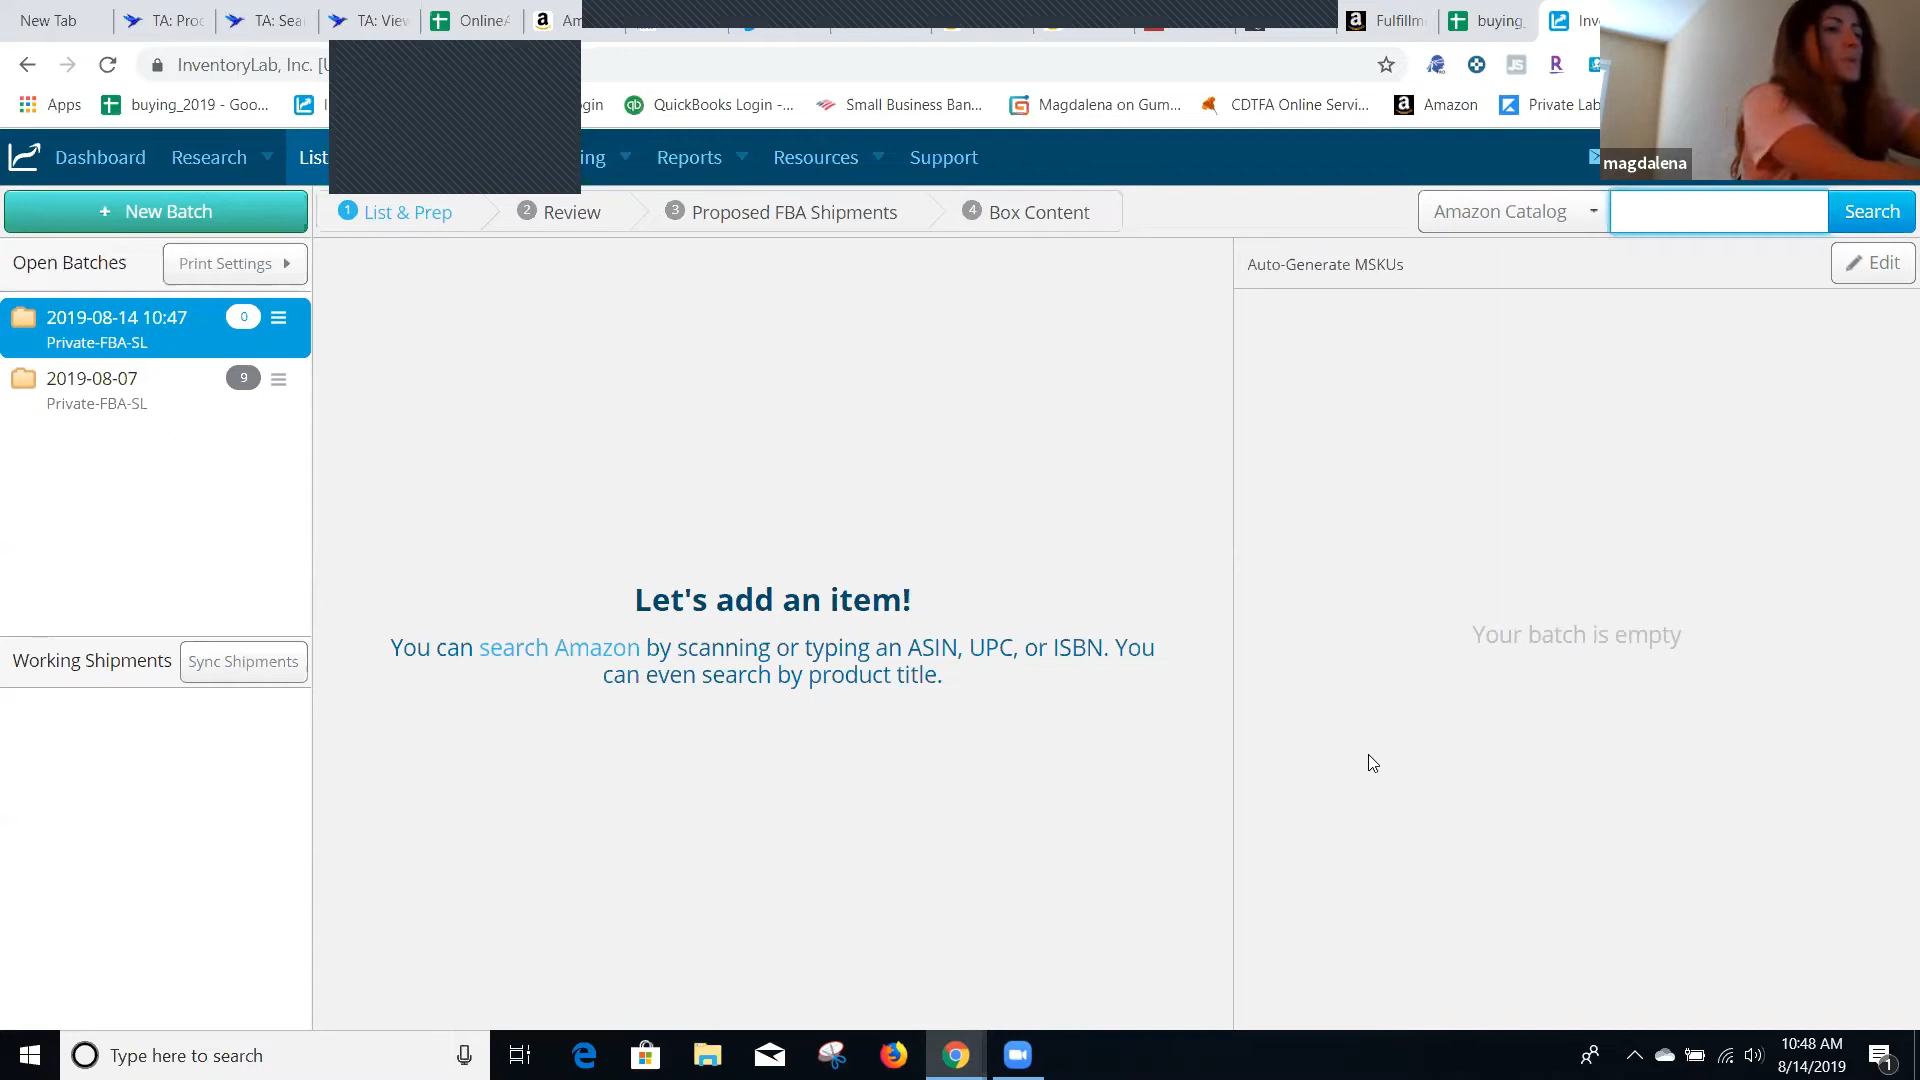 New Tab
TA: Proc
TA: Sea
TA: View
OnlineA
Am
Fulfillm
buying_
Inv
InventoryLab, Inc. [U
Apps
buying_2019 - Goo...
gin
QuickBooks Login -...
Small Business Ban...
Magdalena on Gum...
CDTFA Online Servi...
Amazon
Private Lab
magdalena
Dashboard
Research
List
ing
Reports
Resources
Support
+ New Batch
1 List & Prep
2 Review
3 Proposed FBA Shipments
4 Box Content
Amazon Catalog
Search
Open Batches
Print Settings
Auto-Generate MSKUs
Edit
2019-08-14 10:47
0
Private-FBA-SL
2019-08-07
9
Private-FBA-SL
Let's add an item!
You can search Amazon by scanning or typing an ASIN, UPC, or ISBN. You
can even search by product title.
Your batch is empty
Working Shipments
Sync Shipments
Type here to search
10:48 AM
8/14/2019
1